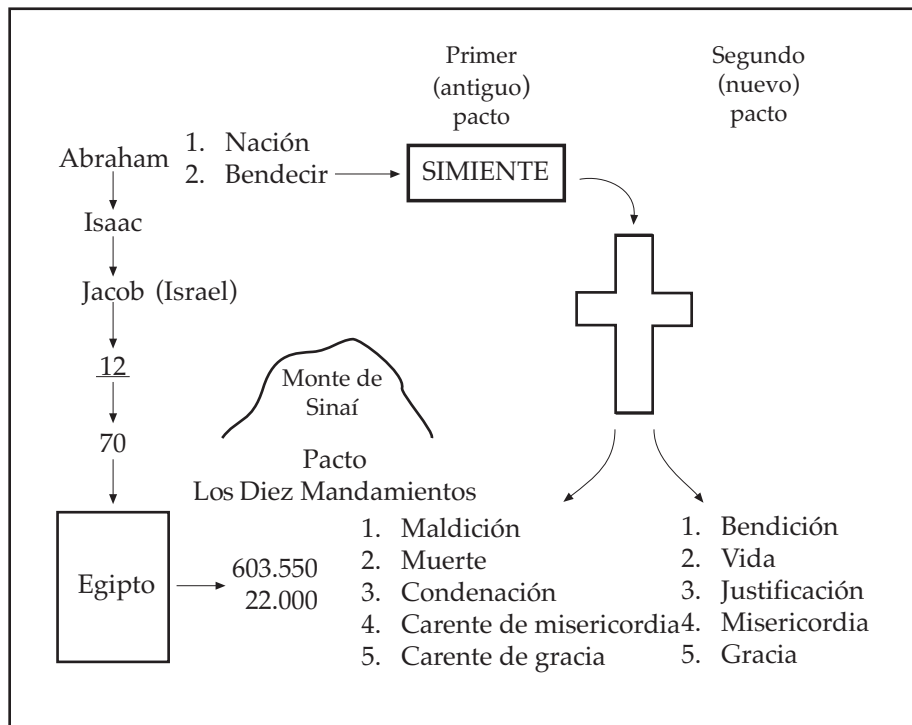 Primer
(antiguo)
pacto
Segundo
(nuevo)
pacto
Abraham
1. Nación
2. Bendecir
SIMIENTE
Isaac
Jacob (Israel)
12
70
Egipto
603.550
22.000
Monte de
Sinaí
Pacto
Los Diez Mandamientos
1. Maldición
2. Muerte
3. Condenación
4. Carente de misericordia
5. Carente de gracia
1. Bendición
2. Vida
3. Justificación
4. Misericordia
5. Gracia